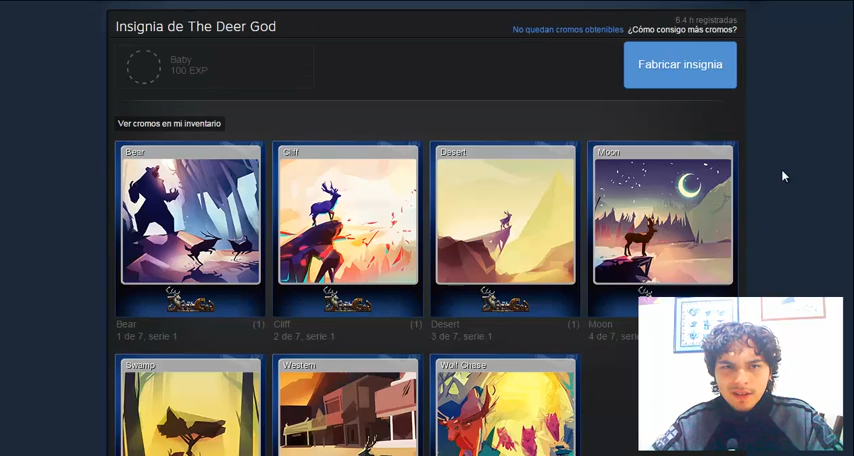 Insignia de The Deer God
6.4 h registradas
No quedan cromos obtenibles ¿Cómo consigo más cromos?
Baby
100 EXP
Fabricar insignia
Ver cromos en mi inventario
Bear
Cliff
Desert
Moon
Bear (1)
1 de 7, serie 1
Cliff (1)
2 de 7, serie 1
Desert (1)
3 de 7, serie 1
Moon
4 de 7,
Swamp
Western
Wolf Chase